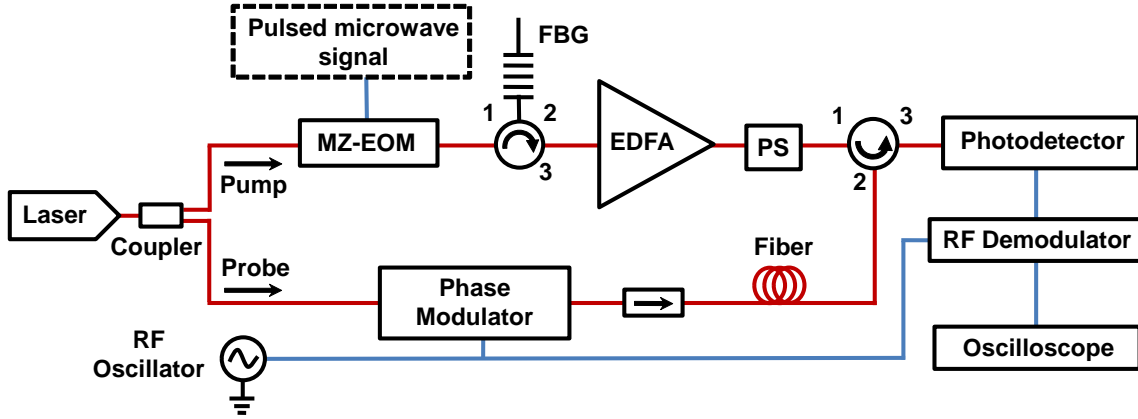 Pulsed microwave
signal
FBG
1
2
3
MZ-EOM
EDFA
PS
1
3
2
Photodetector
Pump
Laser
Coupler
RF Demodulator
Probe
Fiber
Phase
Modulator
RF
Oscillator
Oscilloscope